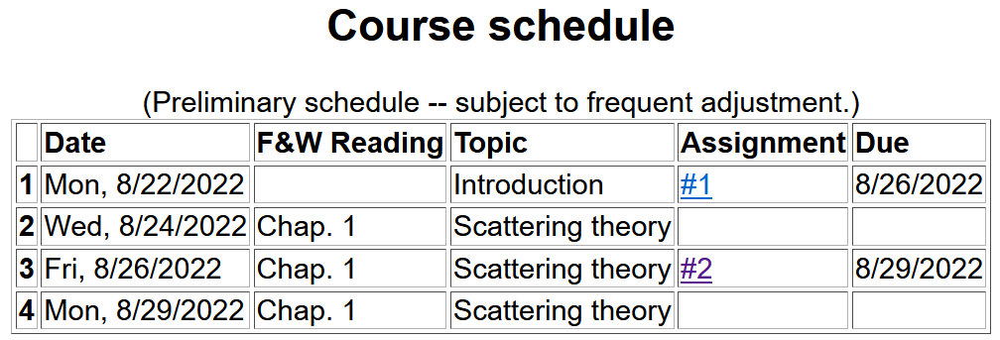 Course schedule
(Preliminary schedule -- subject to frequent adjustment.)
Date F&W Reading Topic Assignment Due
1 Mon, 8/22/2022 Introduction #1 8/26/2022
2 Wed, 8/24/2022 Chap. 1 Scattering theory
3 Fri, 8/26/2022 Chap. 1 Scattering theory #2 8/29/2022
4 Mon, 8/29/2022 Chap. 1 Scattering theory